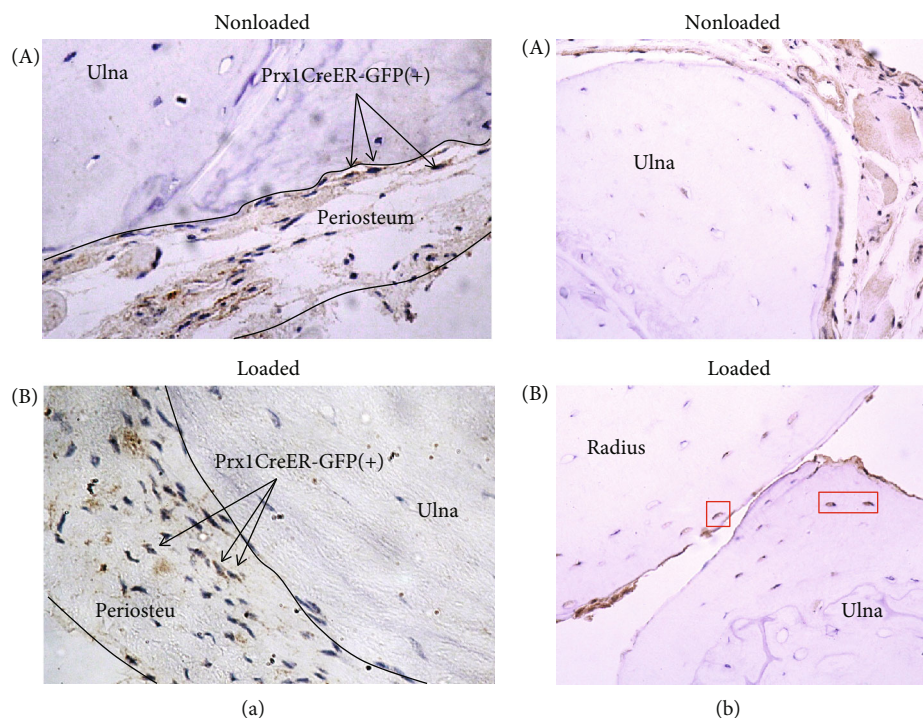 Nonloaded
(A)
Ulna
Prx1CreER-GFP(+)
Periosteum
Loaded
(B)
Prx1CreER-GFP(+)
Ulna
Periosteu
(a)
Nonloaded
(A)
Ulna
Loaded
(B)
Radius
Ulna
(b)